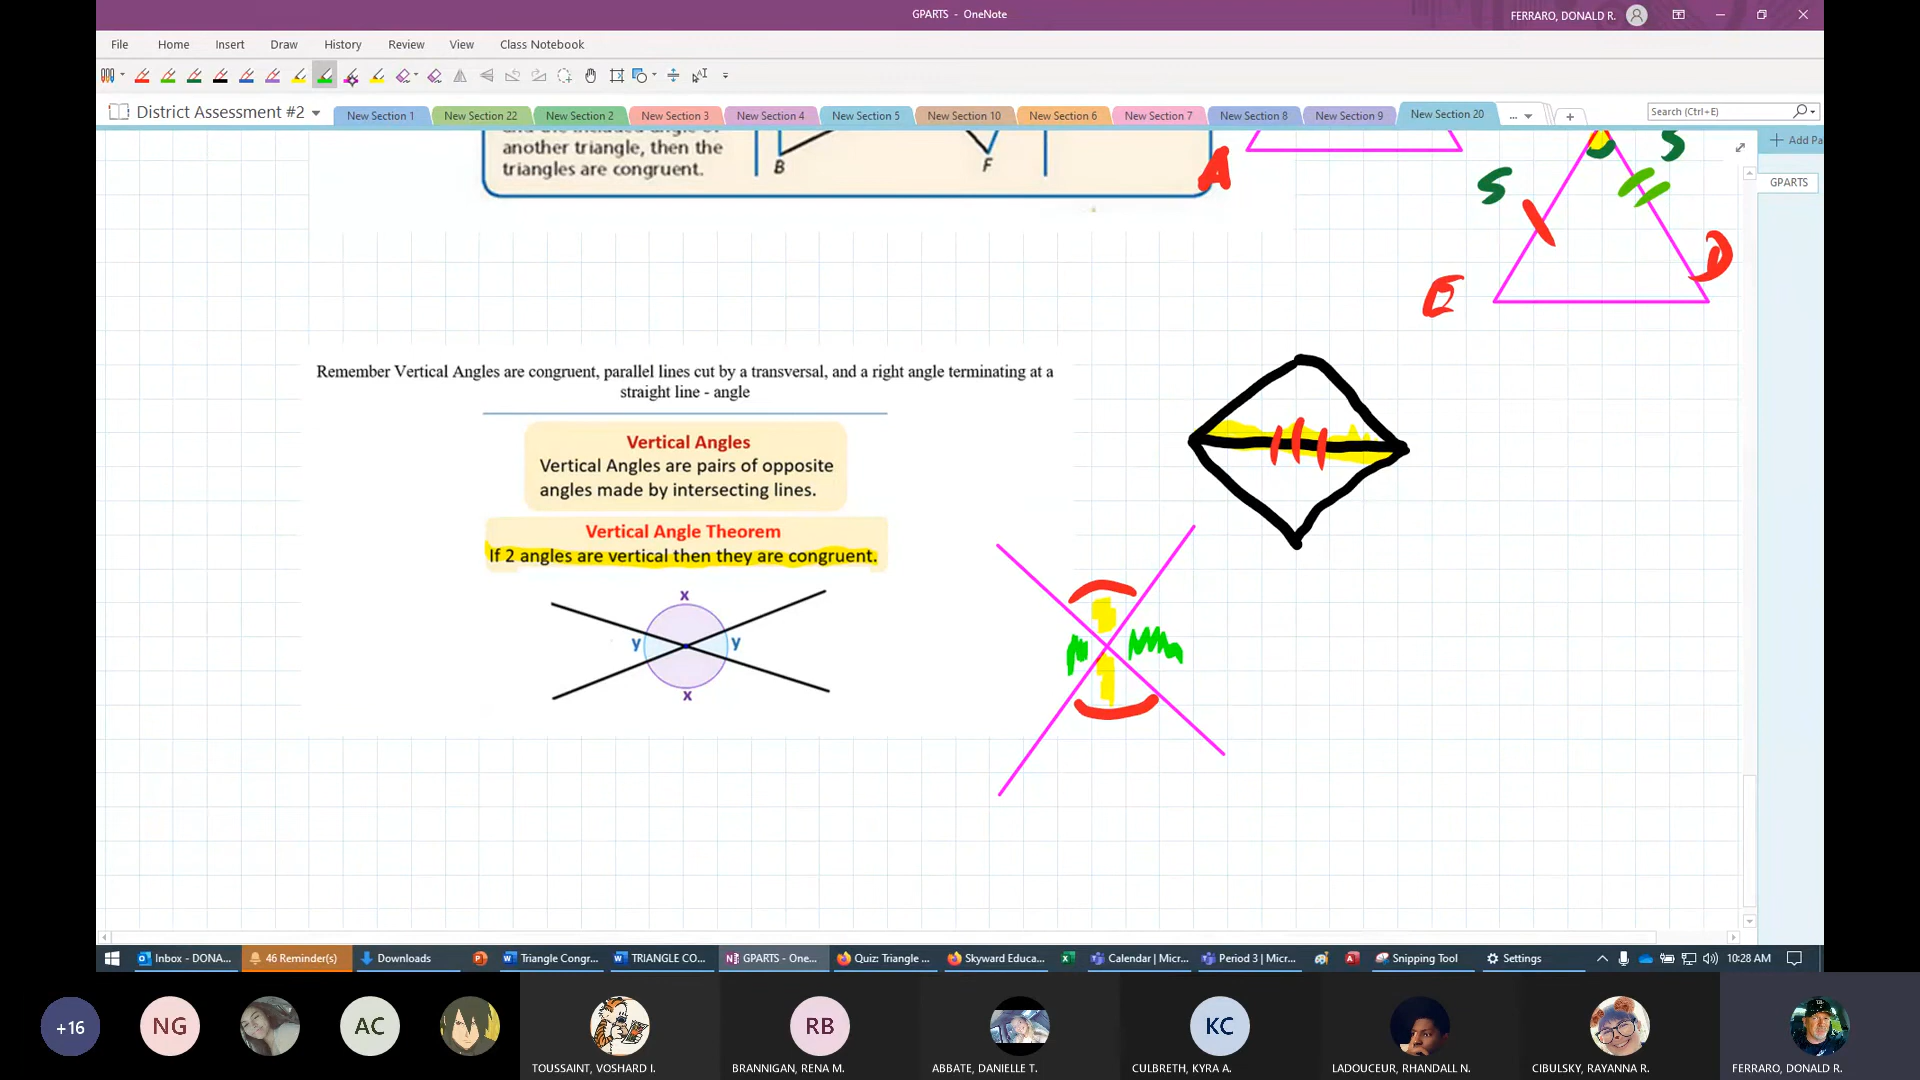 GPARTS - OneNote
FERRARO, DONALD R.
File Home Insert Draw History Review View Class Notebook
District Assessment #2
New Section 1 New Section 22 New Section 2 New Section 3 New Section 4 New Section 5 New Section 10 New Section 6 New Section 7 New Section 8 New Section 9 New Section 20 ...
Search (Ctrl+E)
Add Pa
GPARTS
and the included angle of
another triangle, then the
triangles are congruent.
B
F
A
S
S
E
D
Remember Vertical Angles are congruent, parallel lines cut by a transversal, and a right angle terminating at a
straight line - angle
Vertical Angles
Vertical Angles are pairs of opposite
angles made by intersecting lines.
Vertical Angle Theorem
If 2 angles are vertical then they are congruent.
x
y y
x
Inbox - DONA... 46 Reminder(s) Downloads Triangle Congr... TRIANGLE CO... GPARTS - One... Quiz: Triangle ... Skyward Educa... Calendar | Micr... Period 3 | Micr... Snipping Tool Settings 10:28 AM
+16 NG AC RB KC
TOUSSAINT, VOSHARD I. BRANNIGAN, RENA M. ABBATE, DANIELLE T. CULBRETH, KYRA A. LADOUCEUR, RHANDALL N. CIBULSKY, RAYANNA R. FERRARO, DONALD R.